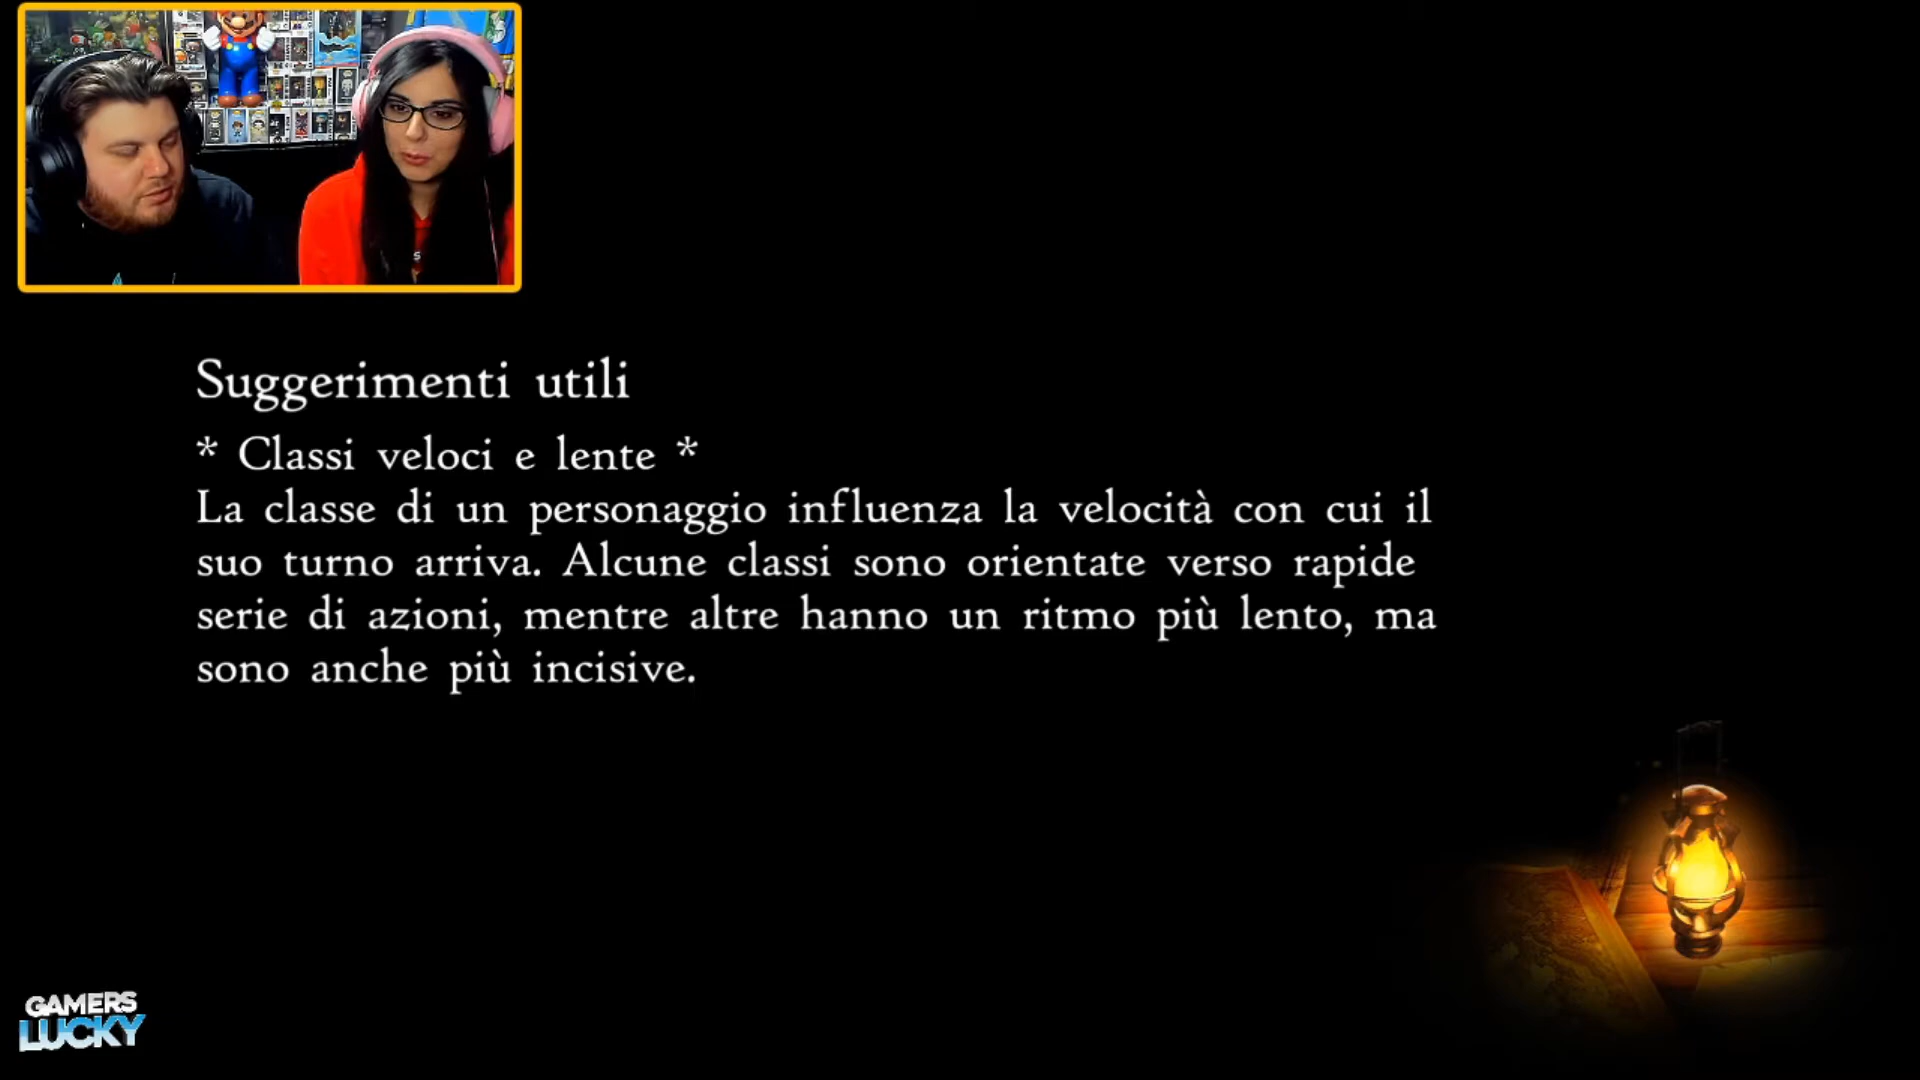 Suggerimenti utili
* Classi veloci e lente *
La classe di un personaggio influenza la velocità con cui il
suo turno arriva. Alcune classi sono orientate verso rapide
serie di azioni, mentre altre hanno un ritmo più lento, ma
sono anche più incisive.
GAMERS
LUCKY